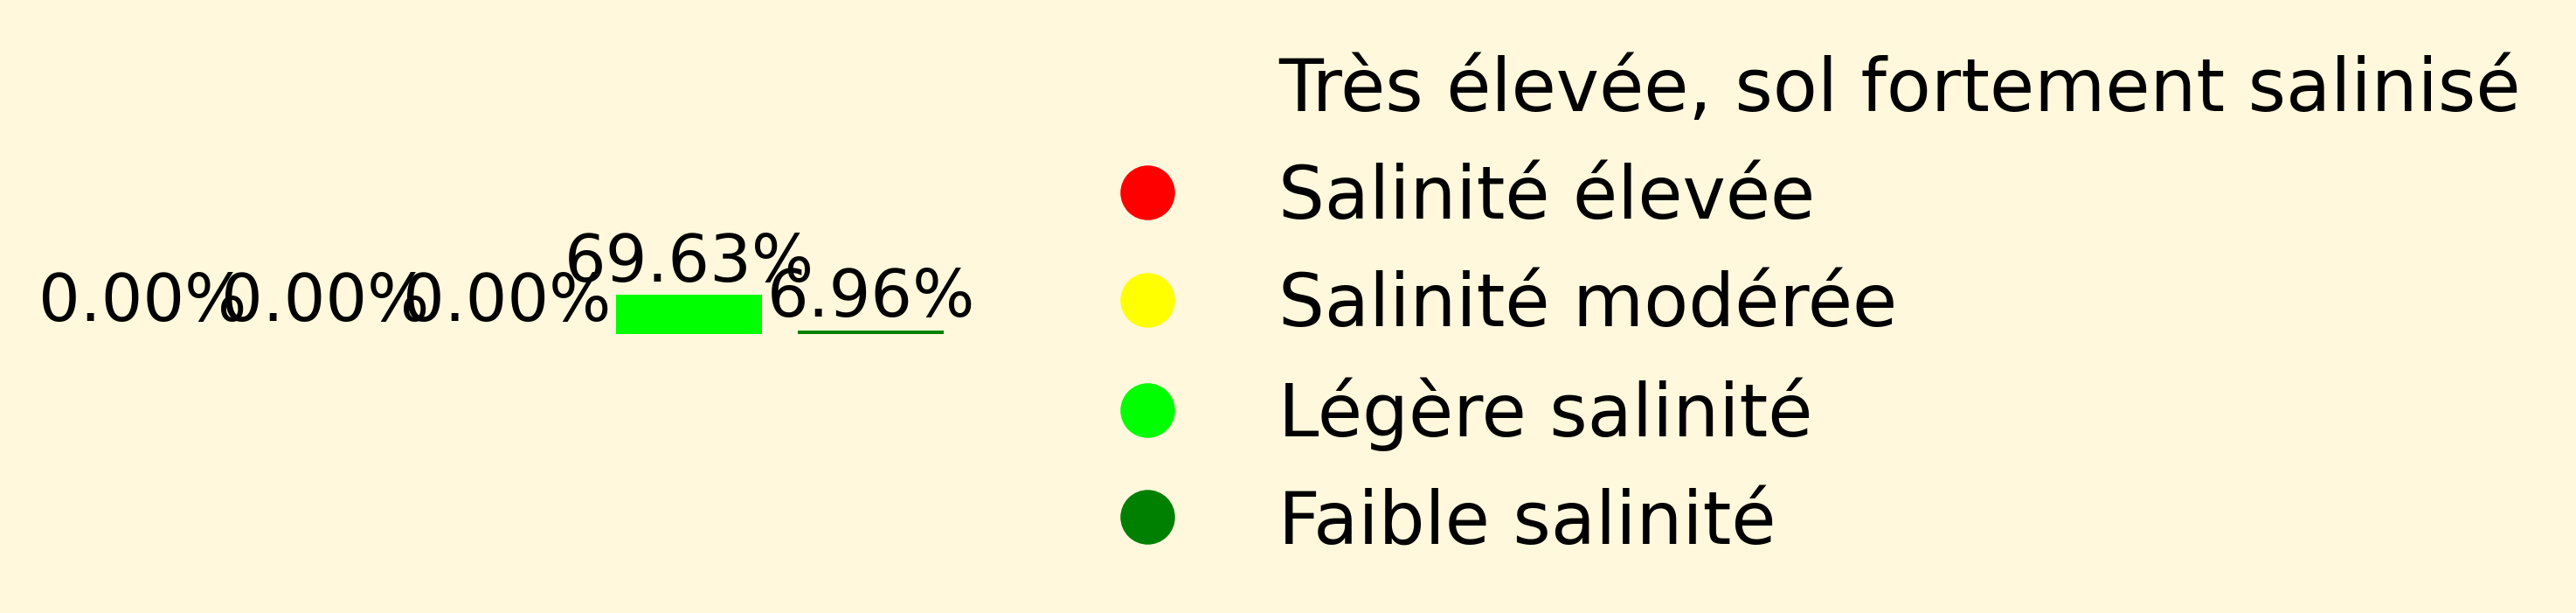 0.00% 0.00% 0.00% 69.63% 6.96%
Très élevée, sol fortement salinisé
Salinité élevée
Salinité modérée
Légère salinité
Faible salinité